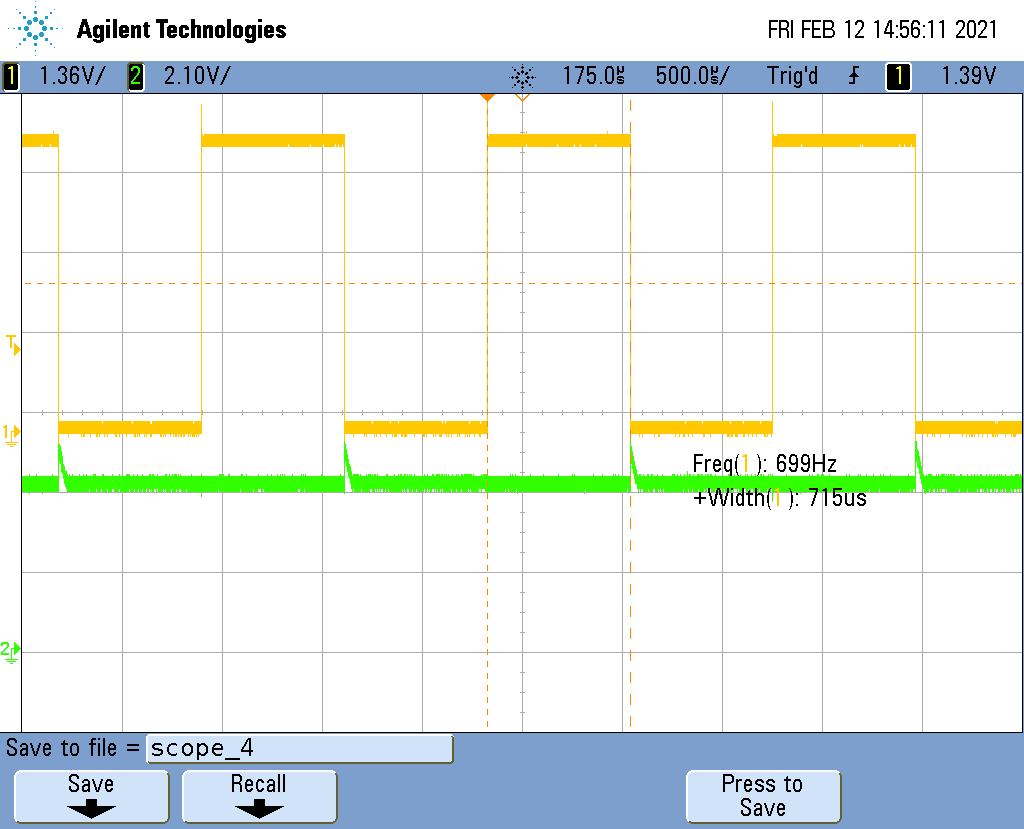 Agilent Technologies
FRI FEB 12 14:56:11 2021
1 1.36V/ 2 2.10V/ 175.0us 500.0us/ Trig'd 1 1.39V
T
1
Freq(1): 699Hz
+Width(1): 715us
2
Save to file = scope_4
Save Recall Press to Save